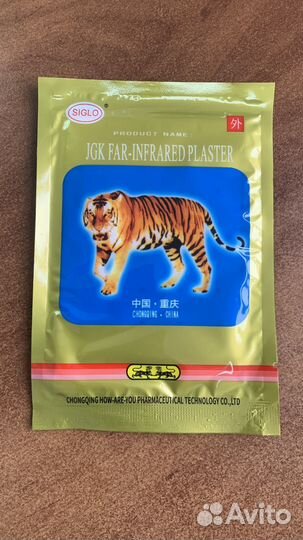 SIGLO
外
PRODUCT NAME
JGK FAR-INFRARED PLASTER
中国·重庆
CHONGQING·CHINA
CHONGQING HOW-ARE-YOU PHARMACEUTICAL TECHNOLOGY CO.,LTD
Avito